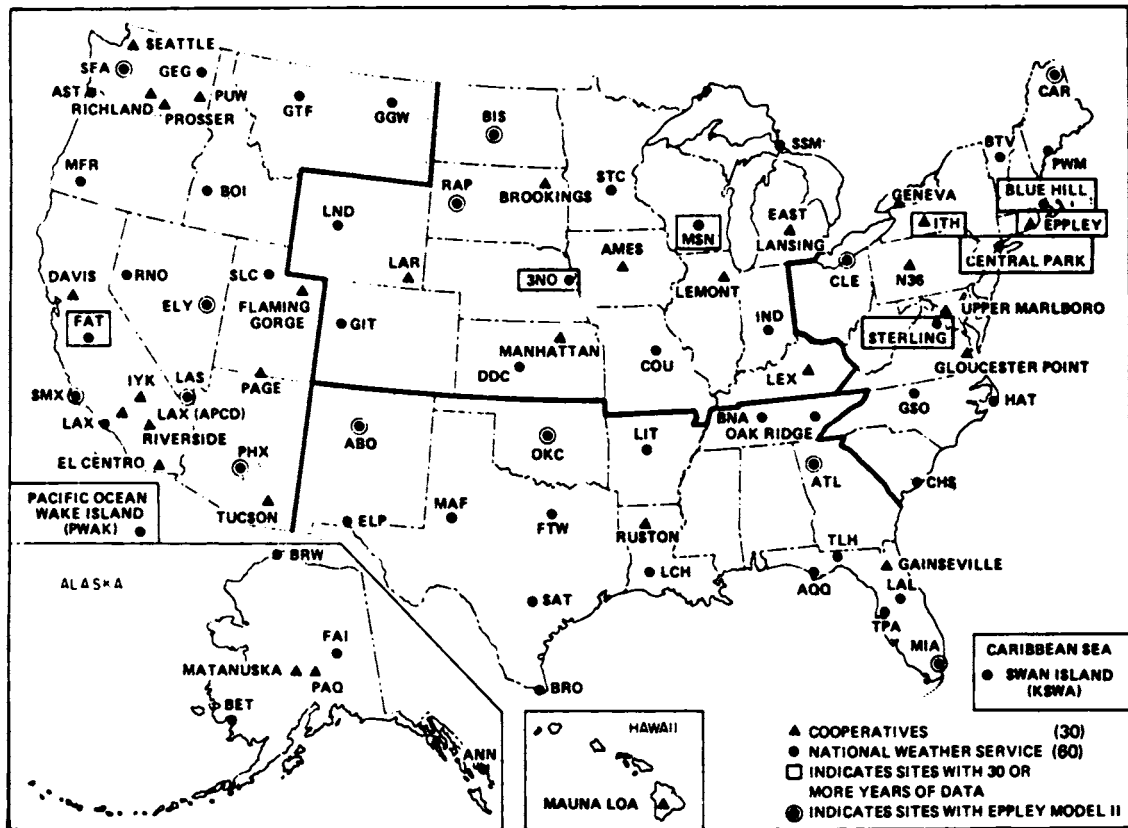 SEATTLE
SFA
GEG
AST
RICHLAND
PUW
PROSSER
GTF
GGW
BIS
CAR
MFR
BOI
RAP
BROOKINGS
STC
SSM
BTV
PWM
LND
MSN
EAST
LANSING
GENEVA
BLUE HILL
ITH
EPPLEY
CENTRAL PARK
DAVIS
RNO
SLC
LAR
3NO
AMES
LEMONT
CLE
N36
ELY
FLAMING
GORGE
UPPER MARLBORO
FAT
GIT
MANHATTAN
IND
STERLING
DDC
COU
LEX
GLOUCESTER POINT
IYK
LAS
PAGE
SMX
LAX
LAX (APCD)
RIVERSIDE
BNA
OAK RIDGE
GSO
HAT
EL CENTRO
PHX
ABO
OKC
LIT
ATL
CHS
PACIFIC OCEAN
WAKE ISLAND
(PWAK)
TUCSON
ELP
MAF
FTW
RUSTON
TLH
BRW
ALASKA
LCH
AQQ
GAINSEVILLE
LAL
SAT
TPA
FAI
MIA
CARIBBEAN SEA
SWAN ISLAND
(KSWA)
MATANUSKA
PAQ
BRO
BET
HAWAII
ANN
MAUNA LOA
COOPERATIVES (30)
NATIONAL WEATHER SERVICE (60)
INDICATES SITES WITH 30 OR
MORE YEARS OF DATA
INDICATES SITES WITH EPPLEY MODEL II